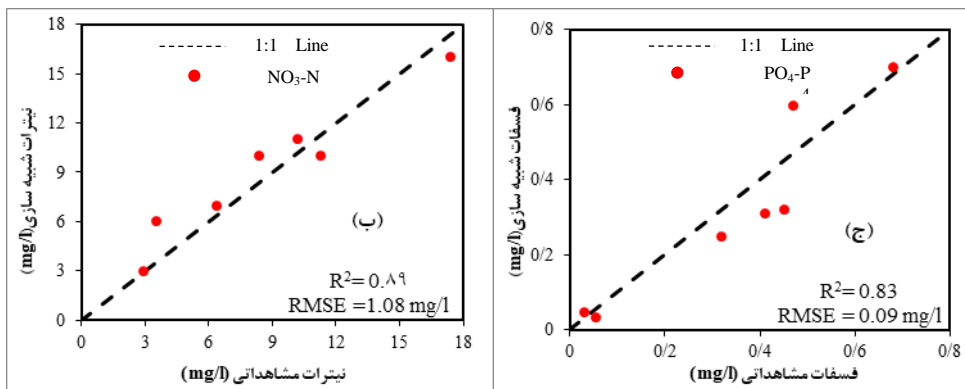 18
15
12
9
6
3
0
نیترات شبیه سازی(mg/l)
1:1 Line
NO₃-N
(ب)
R²= 0.٨٩
RMSE =1.08 mg/l
0 3 6 9 12 15 18
نیترات مشاهداتی (mg/l)
0/8
0/6
0/4
0/2
0
فسفات شبیه سازی(mg/l)
1:1 Line
PO₄-P
4
(ج)
R²= 0.83
RMSE = 0.09 mg/l
0 0/2 0/4 0/6 0/8
فسفات مشاهداتی (mg/l)